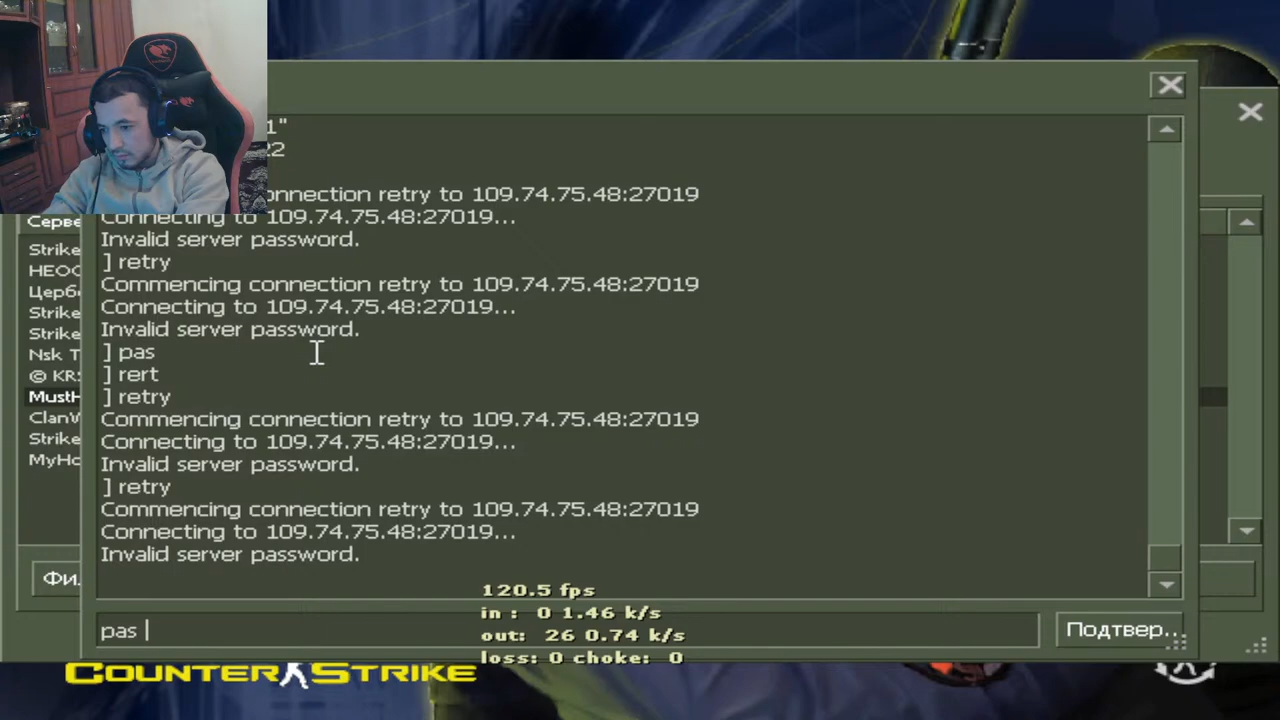 1"
22
onnection retry to 109.74.75.48:27019
Connecting to 109.74.75.48:27019...
Серве
Invalid server password.
Strike
] retry
НЕОС
Commencing connection retry to 109.74.75.48:27019
Церб
Connecting to 109.74.75.48:27019...
Strike
Invalid server password.
Strike
] pas
Nsk T
] rert
© KR
] retry
MustH
Commencing connection retry to 109.74.75.48:27019
ClanV
Connecting to 109.74.75.48:27019...
Strike
Invalid server password.
MyHo
] retry
Commencing connection retry to 109.74.75.48:27019
Connecting to 109.74.75.48:27019...
Invalid server password.
Фил
120.5 fps
in : 0 1.46 k/s
out: 26 0.74 k/s
loss: 0 choke: 0
pas
Подтвер...
COUNTER STRIKE